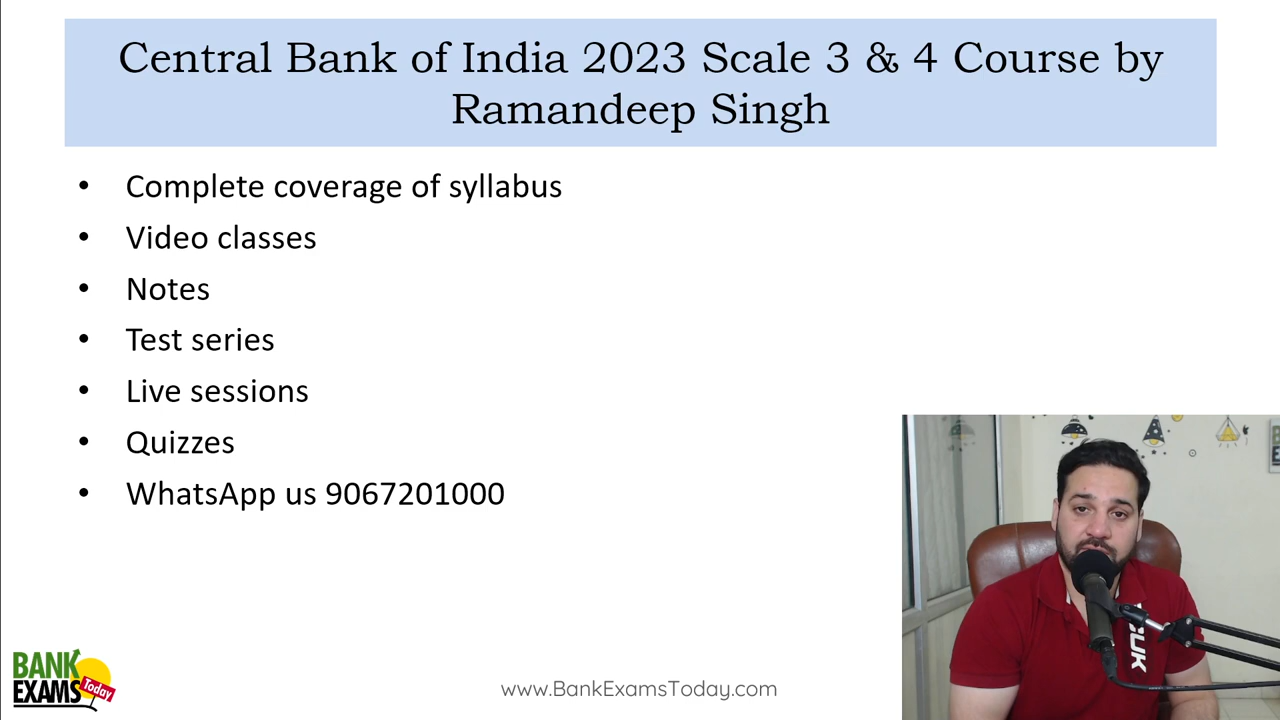 Central Bank of India 2023 Scale 3 & 4 Course by
Ramandeep Singh
• Complete coverage of syllabus
• Video classes
• Notes
• Test series
• Live sessions
• Quizzes
• WhatsApp us 9067201000
BANK
EXAMS
Today
www.BankExamsToday.com